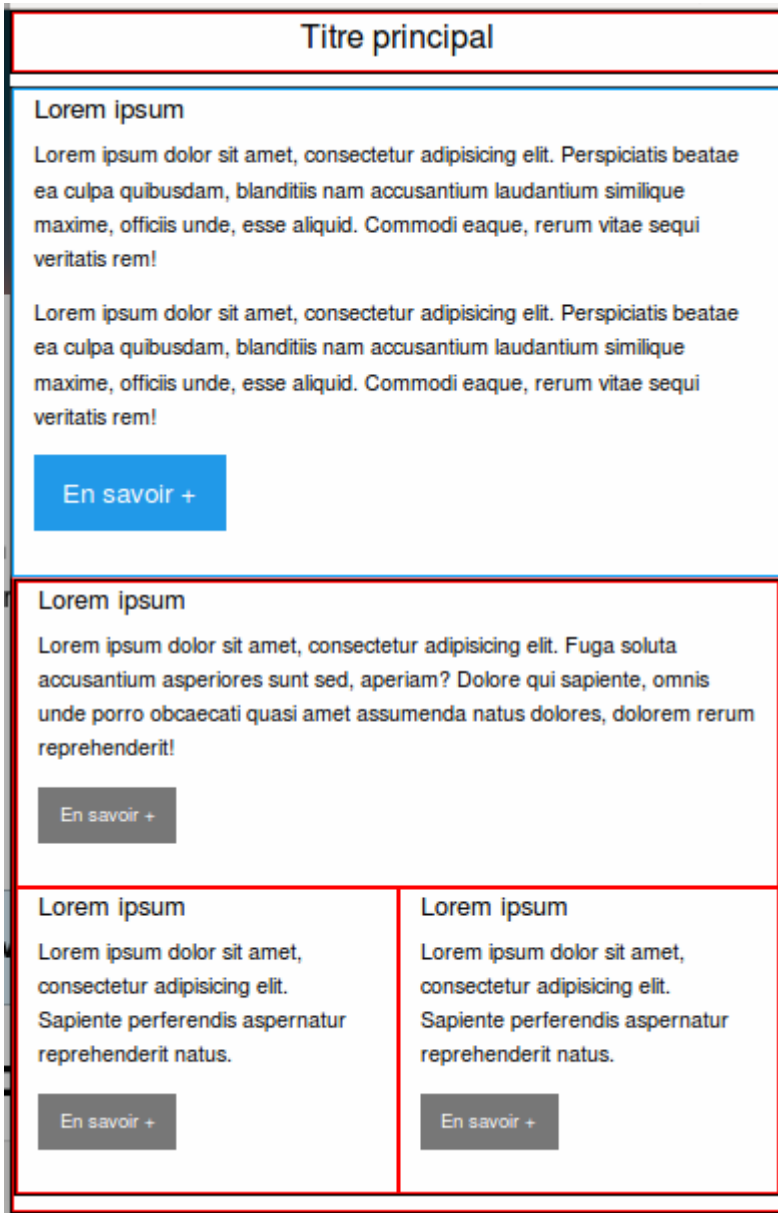 Titre principal
Lorem ipsum
Lorem ipsum dolor sit amet, consectetur adipisicing elit. Perspiciatis beatae
ea culpa quibusdam, blanditiis nam accusantium laudantium similique
maxime, officiis unde, esse aliquid. Commodi eaque, rerum vitae sequi
veritatis rem!
Lorem ipsum dolor sit amet, consectetur adipisicing elit. Perspiciatis beatae
ea culpa quibusdam, blanditiis nam accusantium laudantium similique
maxime, officiis unde, esse aliquid. Commodi eaque, rerum vitae sequi
veritatis rem!
En savoir +
Lorem ipsum
Lorem ipsum dolor sit amet, consectetur adipisicing elit. Fuga soluta
accusantium asperiores sunt sed, aperiam? Dolore qui sapiente, omnis
unde porro obcaecati quasi amet assumenda natus dolores, dolorem rerum
reprehenderit!
En savoir +
Lorem ipsum
Lorem ipsum dolor sit amet,
consectetur adipisicing elit.
Sapiente perferendis aspernatur
reprehenderit natus.
En savoir +
Lorem ipsum
Lorem ipsum dolor sit amet,
consectetur adipisicing elit.
Sapiente perferendis aspernatur
reprehenderit natus.
En savoir +